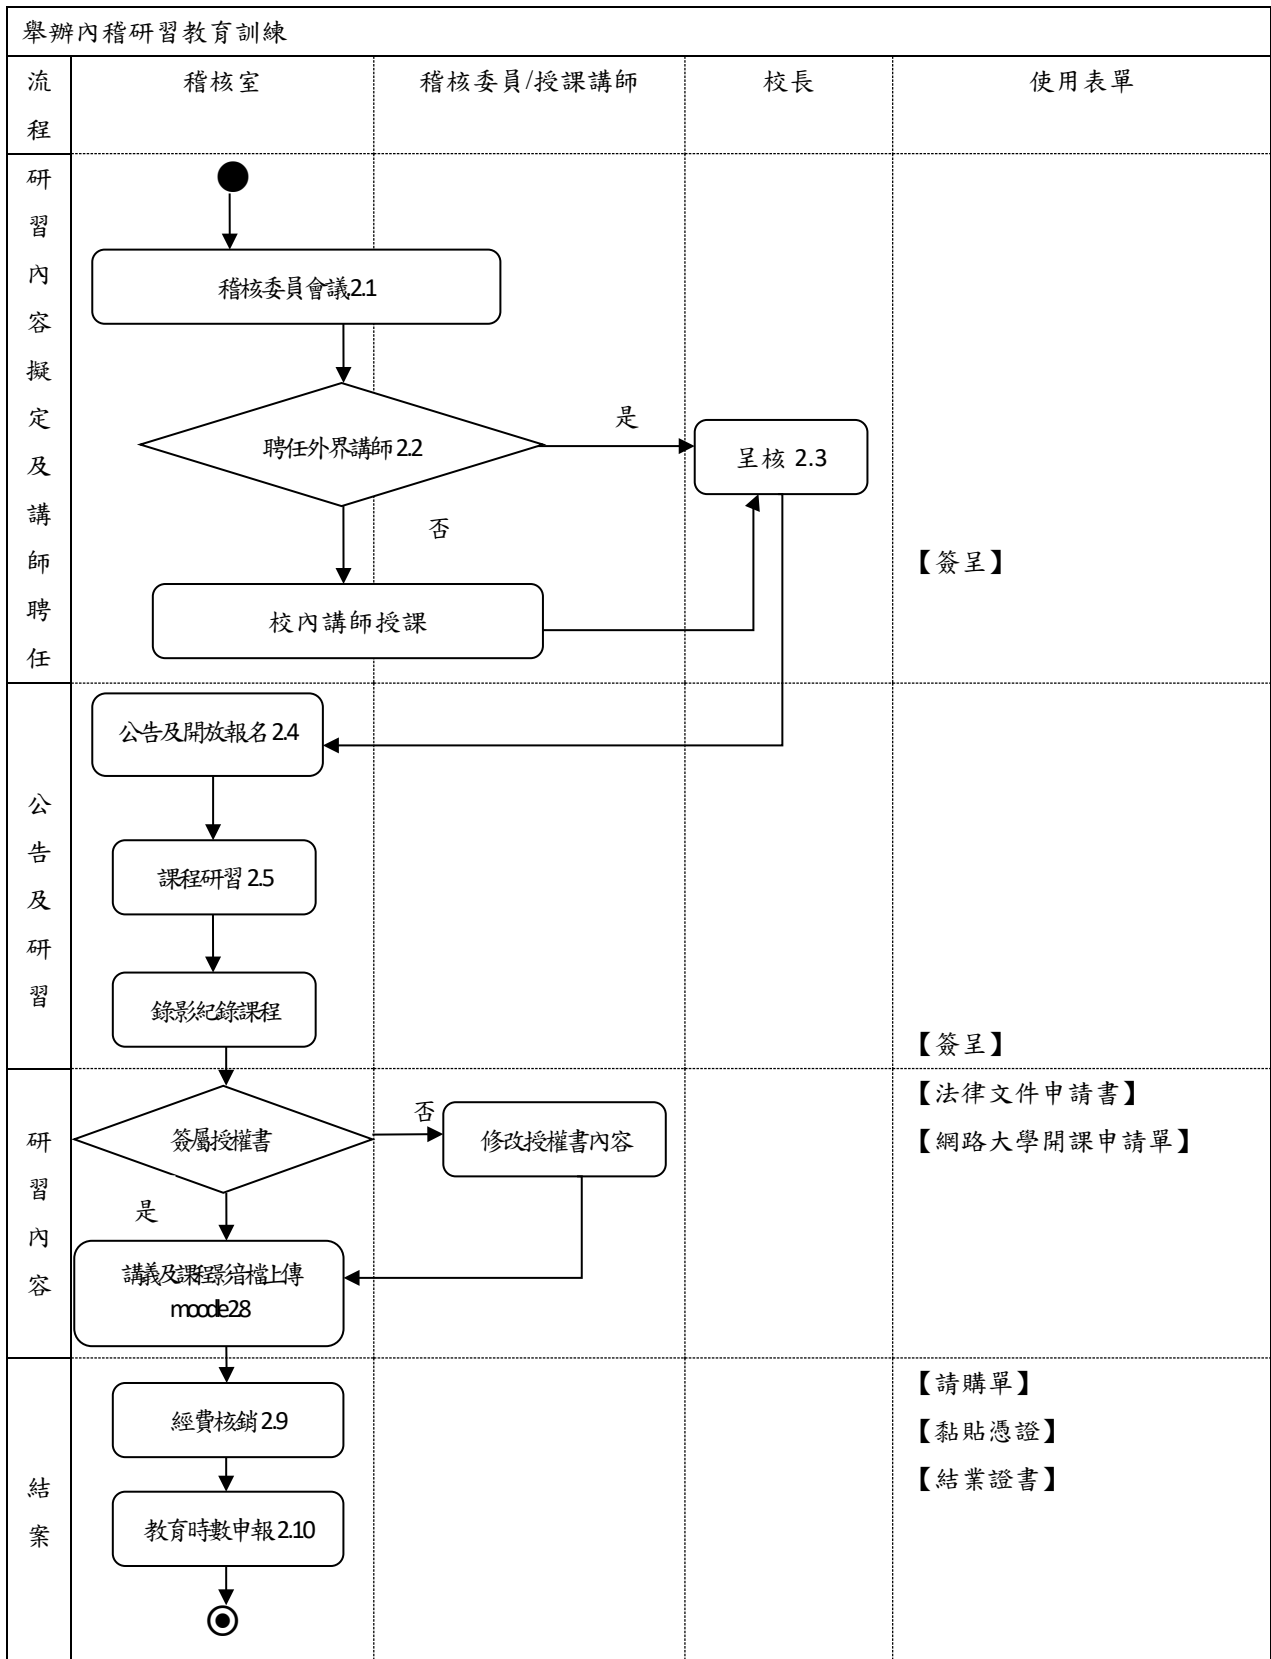 舉辦內稽研習教育訓練
流程
稽核室
稽核委員/授課講師
校長
使用表單
研習內容擬定及講師聘任
稽核委員會議2.1
聘任外界講師2.2
是
呈核 2.3
否
校內講師授課
【簽呈】
公告及研習
公告及開放報名2.4
課程研習2.5
錄影紀錄課程
【簽呈】
研習內容
簽屬授權書
否
修改授權書內容
【法律文件申請書】
【網路大學開課申請單】
是
講義及課程影音檔上傳
moodle2.8
結案
經費核銷2.9
教育時數申報2.10
【請購單】
【黏貼憑證】
【結業證書】